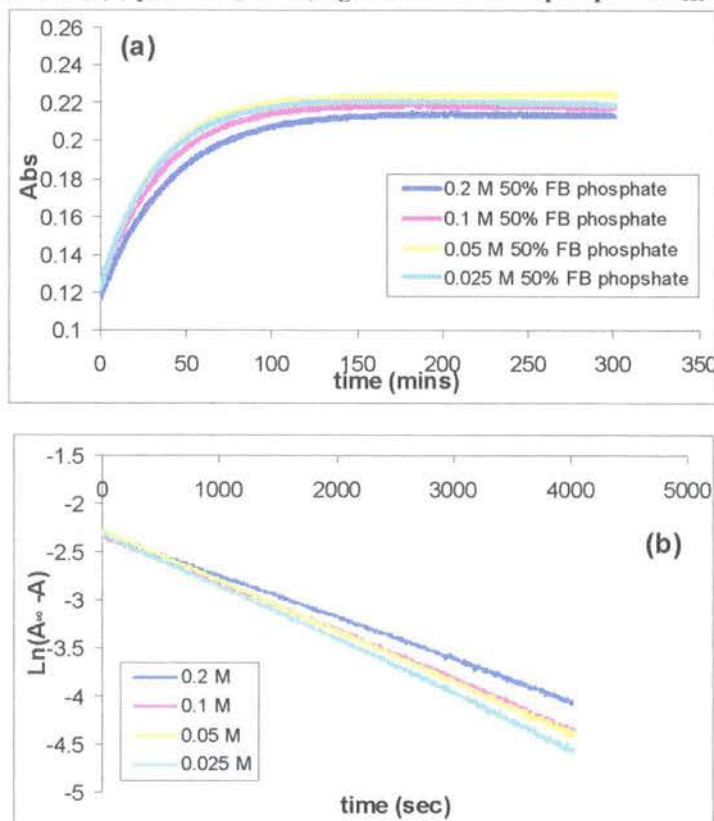 (a)
0.26
0.24
0.22
0.2
0.18
0.16
0.14
0.12
0.1
Abs
0.2 M 50% FB phosphate
0.1 M 50% FB phosphate
0.05 M 50% FB phosphate
0.025 M 50% FB phopshate
0 50 100 150 200 250 300 350
time (mins)
-1.5
0 1000 2000 3000 4000 5000
-2
(b)
-2.5
-3
-3.5
-4
-4.5
-5
Ln(A∞ -A)
0.2 M
0.1 M
0.05 M
0.025 M
time (sec)